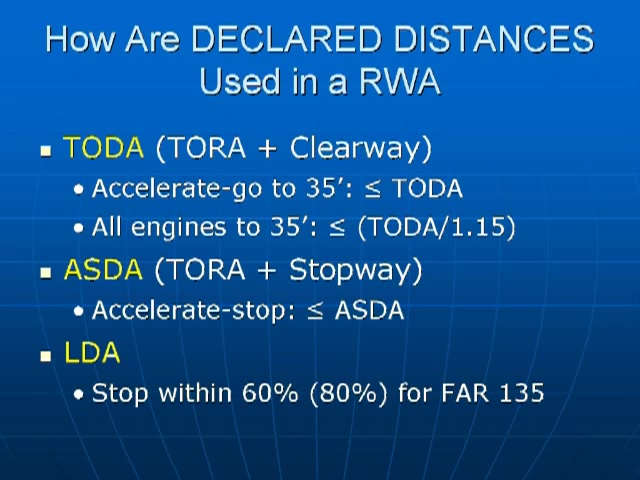 How Are DECLARED DISTANCES
Used in a RWA
▪ TODA (TORA + Clearway)
• Accelerate-go to 35’: ≤ TODA
• All engines to 35’: ≤ (TODA/1.15)
▪ ASDA (TORA + Stopway)
• Accelerate-stop: ≤ ASDA
▪ LDA
• Stop within 60% (80%) for FAR 135